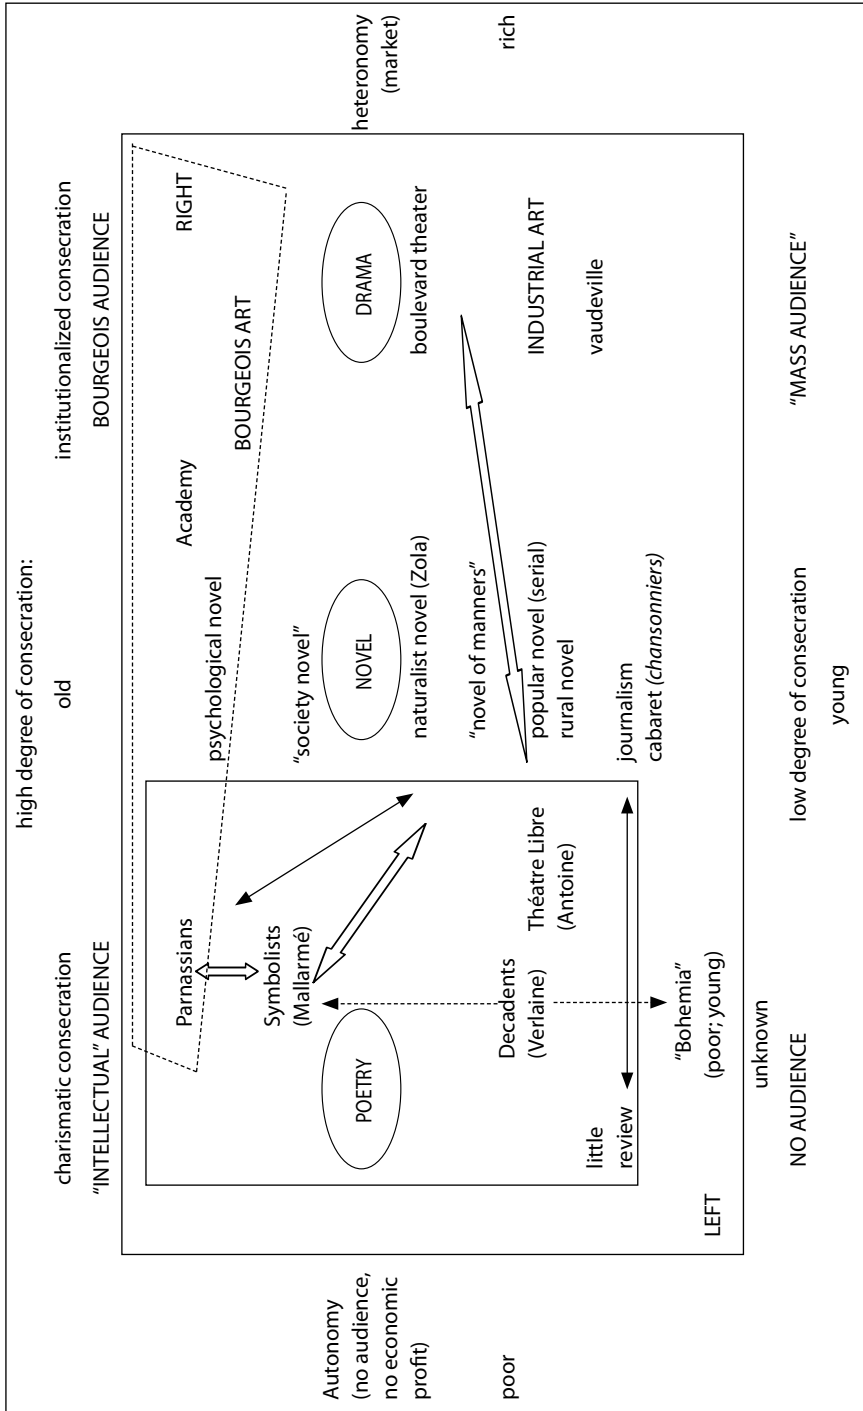 high degree of consecration:
old
charismatic consecration
"INTELLECTUAL" AUDIENCE
institutionalized consecration
BOURGEOIS AUDIENCE
Parnassians
Academy
RIGHT
psychological novel
BOURGEOIS ART
Symbolists
(Mallarmé)
"society novel"
Autonomy
(no audience,
no economic
profit)
POETRY
NOVEL
DRAMA
heteronomy
(market)
naturalist novel (Zola)
boulevard theater
"novel of manners"
poor
Decadents
(Verlaine)
Théatre Libre
(Antoine)
popular novel (serial)
rural novel
INDUSTRIAL ART
rich
vaudeville
little
review
journalism
cabaret (chansonniers)
"Bohemia"
(poor; young)
LEFT
unknown
NO AUDIENCE
low degree of consecration
young
"MASS AUDIENCE"